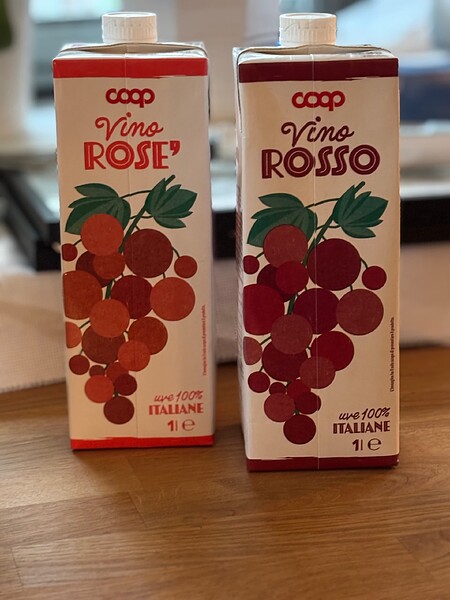 coop
Vino
ROSE'
uve 100%
ITALIANE
1l e
coop
Vino
ROSSO
uve 100%
ITALIANE
1l e